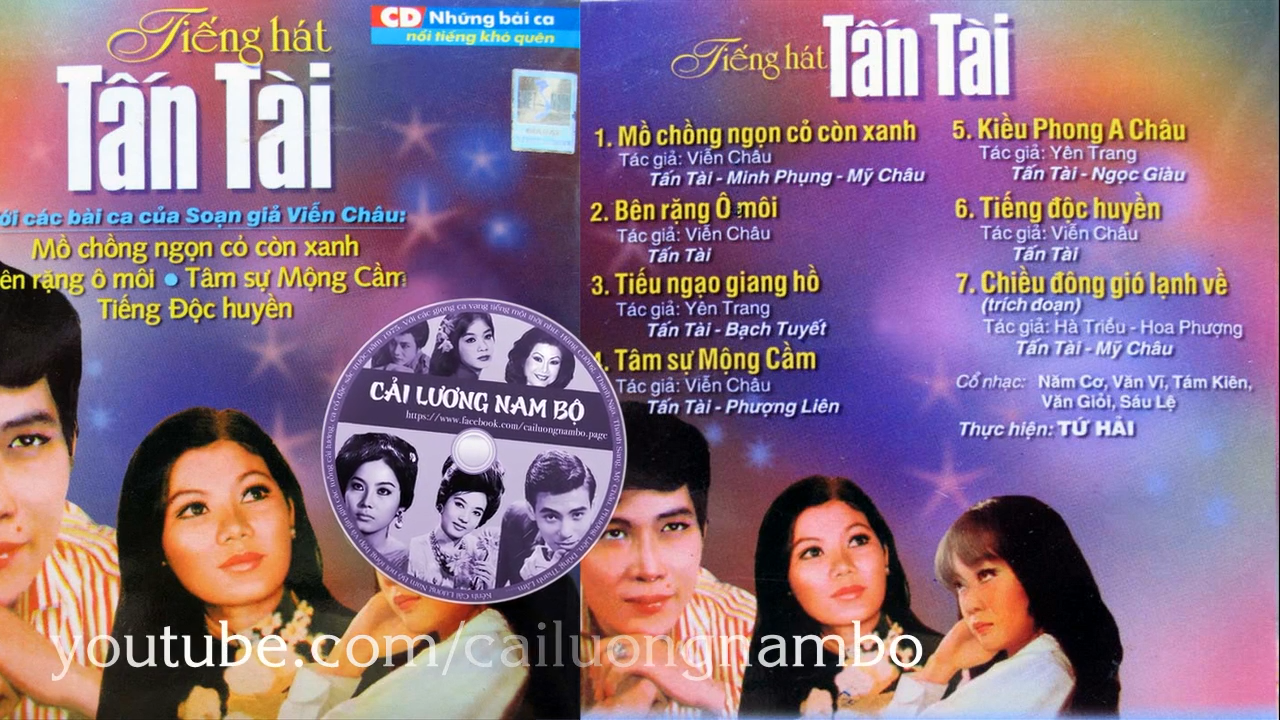 Tiếng hát
Tấn Tài
CD Những bài ca
nổi tiếng khó quên
ới các bài ca của Soạn giả Viễn Châu:
Mồ chồng ngọn cỏ còn xanh
ên rặng ô môi • Tâm sự Mộng Cầm
Tiếng Độc huyền
CẢI LƯƠNG NAM BỘ
https://www.facebook.com/cailuongnambo.page
Tiếng hát Tấn Tài
1. Mồ chồng ngọn cỏ còn xanh
Tác giả: Viễn Châu
Tấn Tài - Minh Phụng - Mỹ Châu
2. Bên rặng Ô môi
Tác giả: Viễn Châu
Tấn Tài
3. Tiếu ngạo giang hồ
Tác giả: Yên Trang
Tấn Tài - Bạch Tuyết
4. Tâm sự Mộng Cầm
Tác giả: Viễn Châu
Tấn Tài - Phượng Liên
5. Kiều Phong A Châu
Tác giả: Yên Trang
Tấn Tài - Ngọc Giàu
6. Tiếng độc huyền
Tác giả: Viễn Châu
Tấn Tài
7. Chiều đông gió lạnh về
(trích đoạn)
Tác giả: Hà Triều - Hoa Phượng
Tấn Tài - Mỹ Châu
Cổ nhạc: Năm Cơ, Văn Vĩ, Tám Kiên,
Văn Giỏi, Sáu Lệ
Thực hiện: TỨ HẢI
youtube.com/cailuongnambo